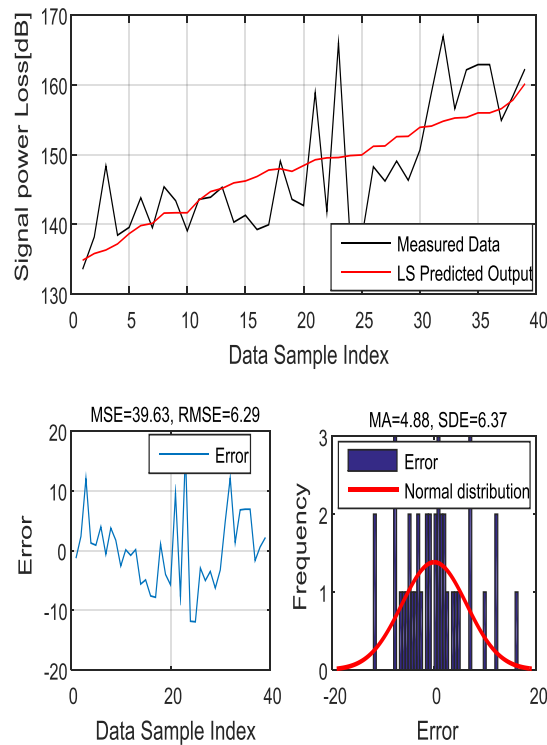 Signal power Loss[dB]
170
160
150
140
130
0 5 10 15 20 25 30 35 40
Measured Data
LS Predicted Output
Data Sample Index
MSE=39.63, RMSE=6.29
Error
20
10
0
-10
-20
0 20 40
Error
Data Sample Index
MA=4.88, SDE=6.37
Frequency
3
2
1
0
-20 0 20
Error
Normal distribution
Error